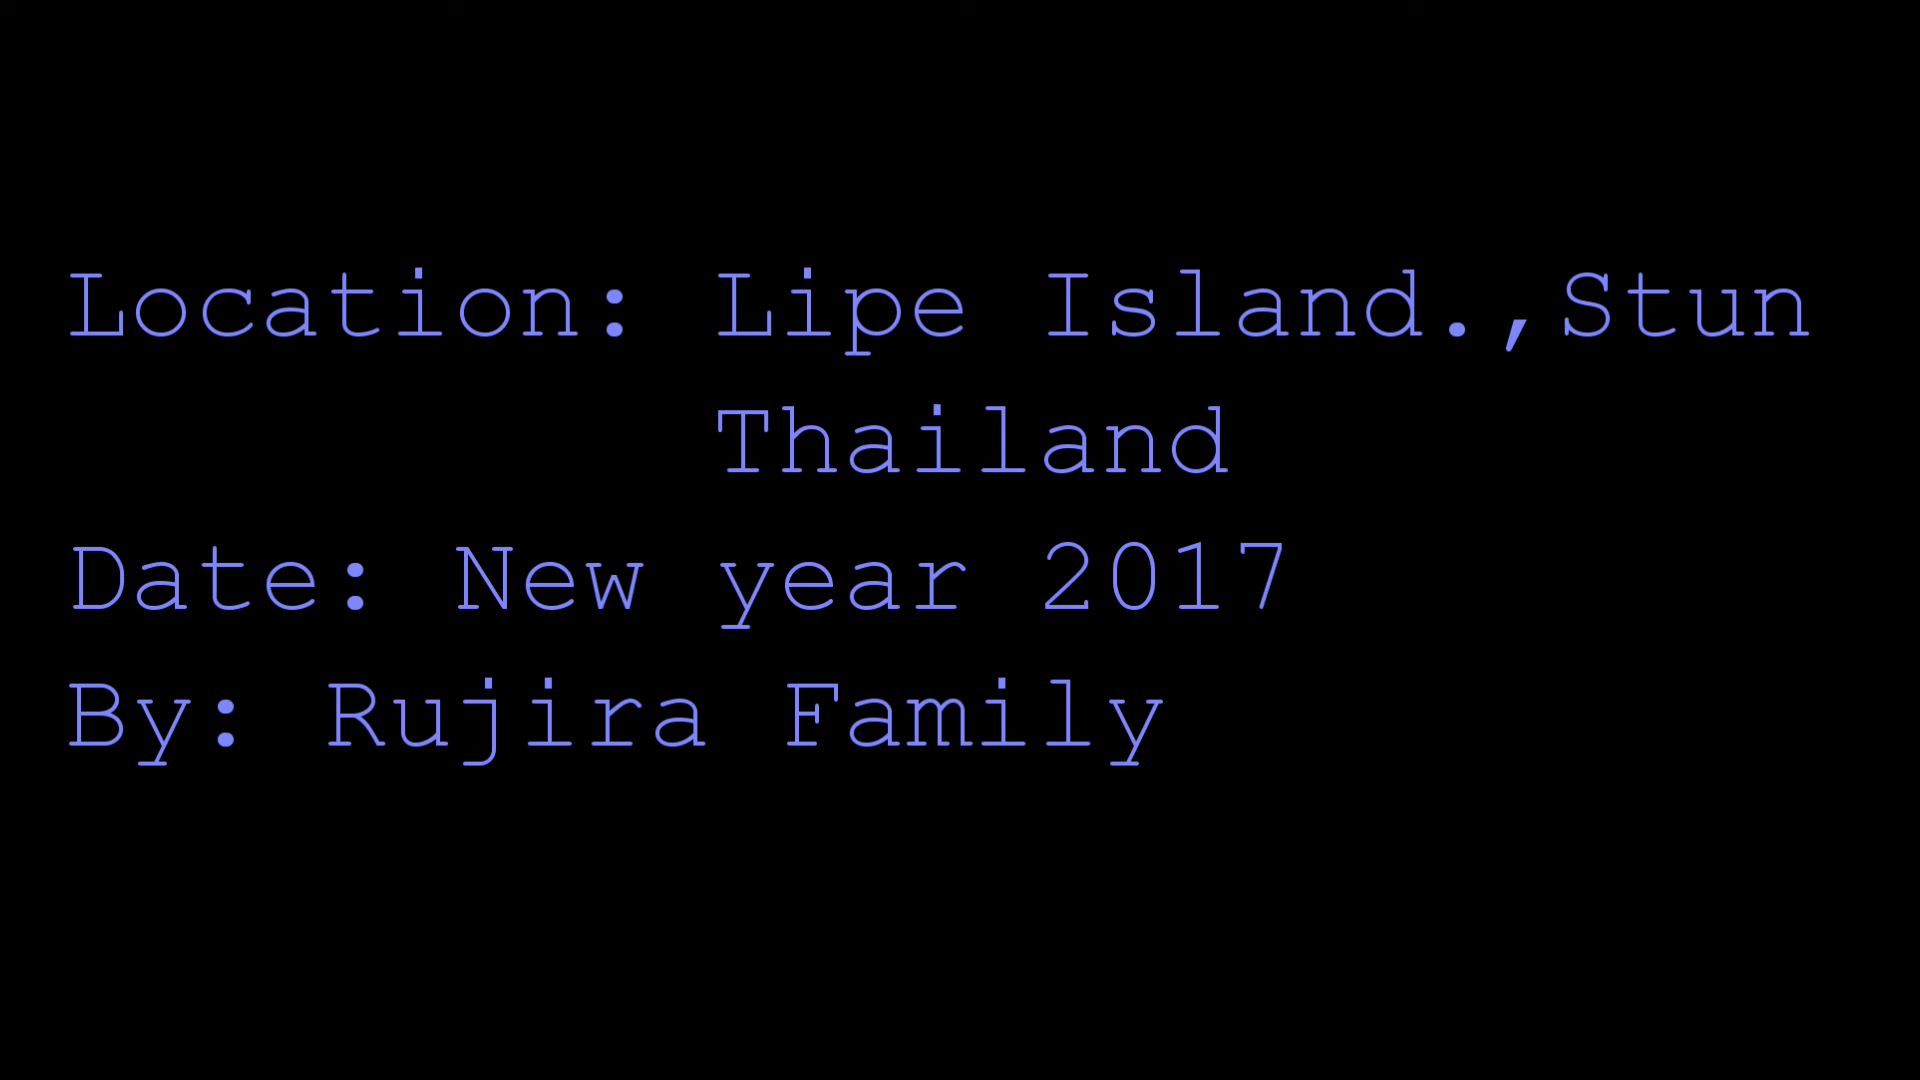 Location: Lipe Island.,Stun
Thailand
Date: New year 2017
By: Rujira Family